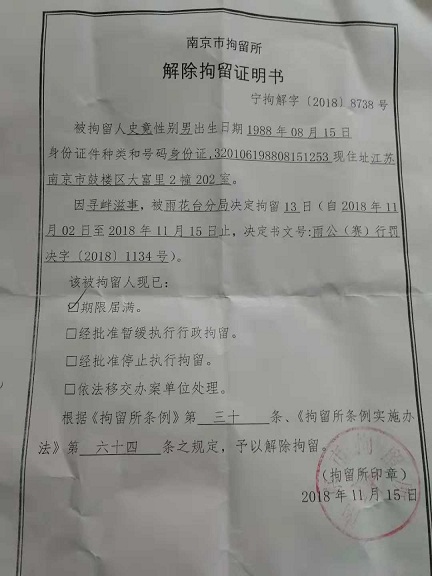 南京市拘留所
解除拘留证明书
宁拘解字〔2018〕8738号
被拘留人史竟性别男出生日期1988年08月15日
身份证件种类和号码身份证,320106198808151253现住址江苏
南京市鼓楼区大富里2幢202室。
因寻衅滋事,被雨花台分局决定拘留13日(自2018年11
月02日至2018年11月15日止,决定书文号:雨公(赛)行罚
决字〔2018〕1134号)。
该被拘留人现已:
☑期限届满。
□经批准暂缓执行行政拘留。
□经批准停止执行拘留。
□依法移交办案单位处理。
根据《拘留所条例》第 三十 条、《拘留所条例实施办
法》第 六十四 条之规定,予以解除拘留。
(拘留所印章)
2018年11月15日